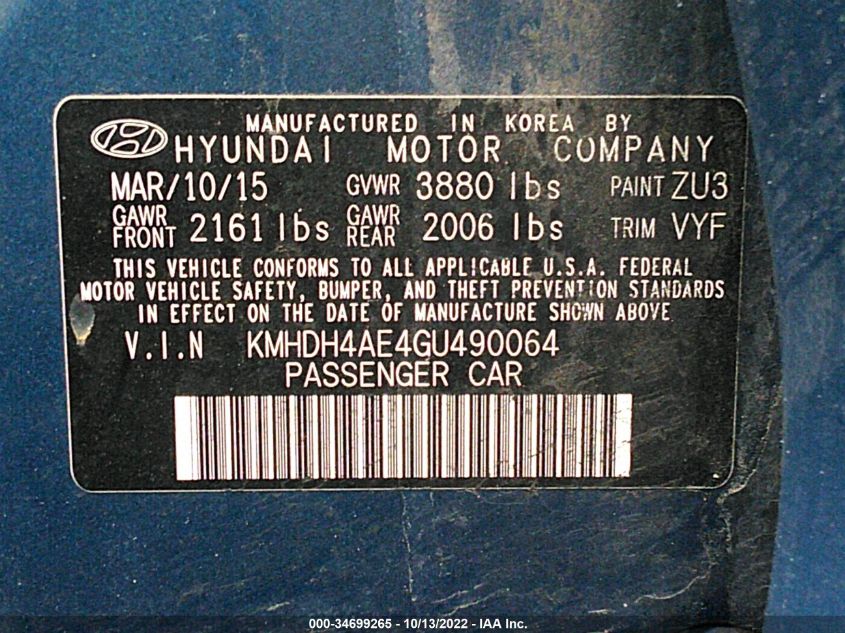 MANUFACTURED IN KOREA BY
HYUNDAI MOTOR COMPANY
MAR/10/15 GVWR 3880 lbs PAINT ZU3
GAWR FRONT 2161 lbs GAWR REAR 2006 lbs TRIM VYF
THIS VEHICLE CONFORMS TO ALL APPLICABLE U.S.A. FEDERAL
MOTOR VEHICLE SAFETY, BUMPER, AND THEFT PREVENTION STANDARDS
IN EFFECT ON THE DATE OF MANUFACTURE SHOWN ABOVE
V.I.N KMHDH4AE4GU490064
PASSENGER CAR
000-34699265 - 10/13/2022 - IAA Inc.